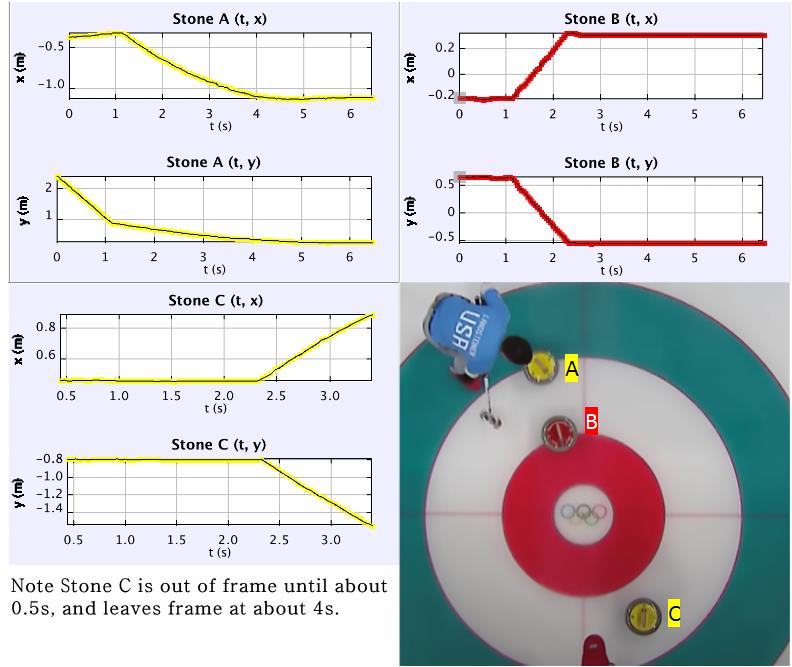 Stone A (t, x)
x (m)
-0.5
-1.0
0 1 2 3 4 5 6
t (s)
Stone B (t, x)
x (m)
0.2
0
-0.2
0 1 2 3 4 5 6
t (s)
Stone A (t, y)
y (m)
2
1
0 1 2 3 4 5 6
t (s)
Stone B (t, y)
y (m)
0.5
0
-0.5
0 1 2 3 4 5 6
t (s)
Stone C (t, x)
x (m)
0.8
0.6
0.5 1.0 1.5 2.0 2.5 3.0
t (s)
Stone C (t, y)
y (m)
-0.8
-1.0
-1.2
-1.4
0.5 1.0 1.5 2.0 2.5 3.0
t (s)
Note Stone C is out of frame until about
0.5s, and leaves frame at about 4s.
USA
A
B
C